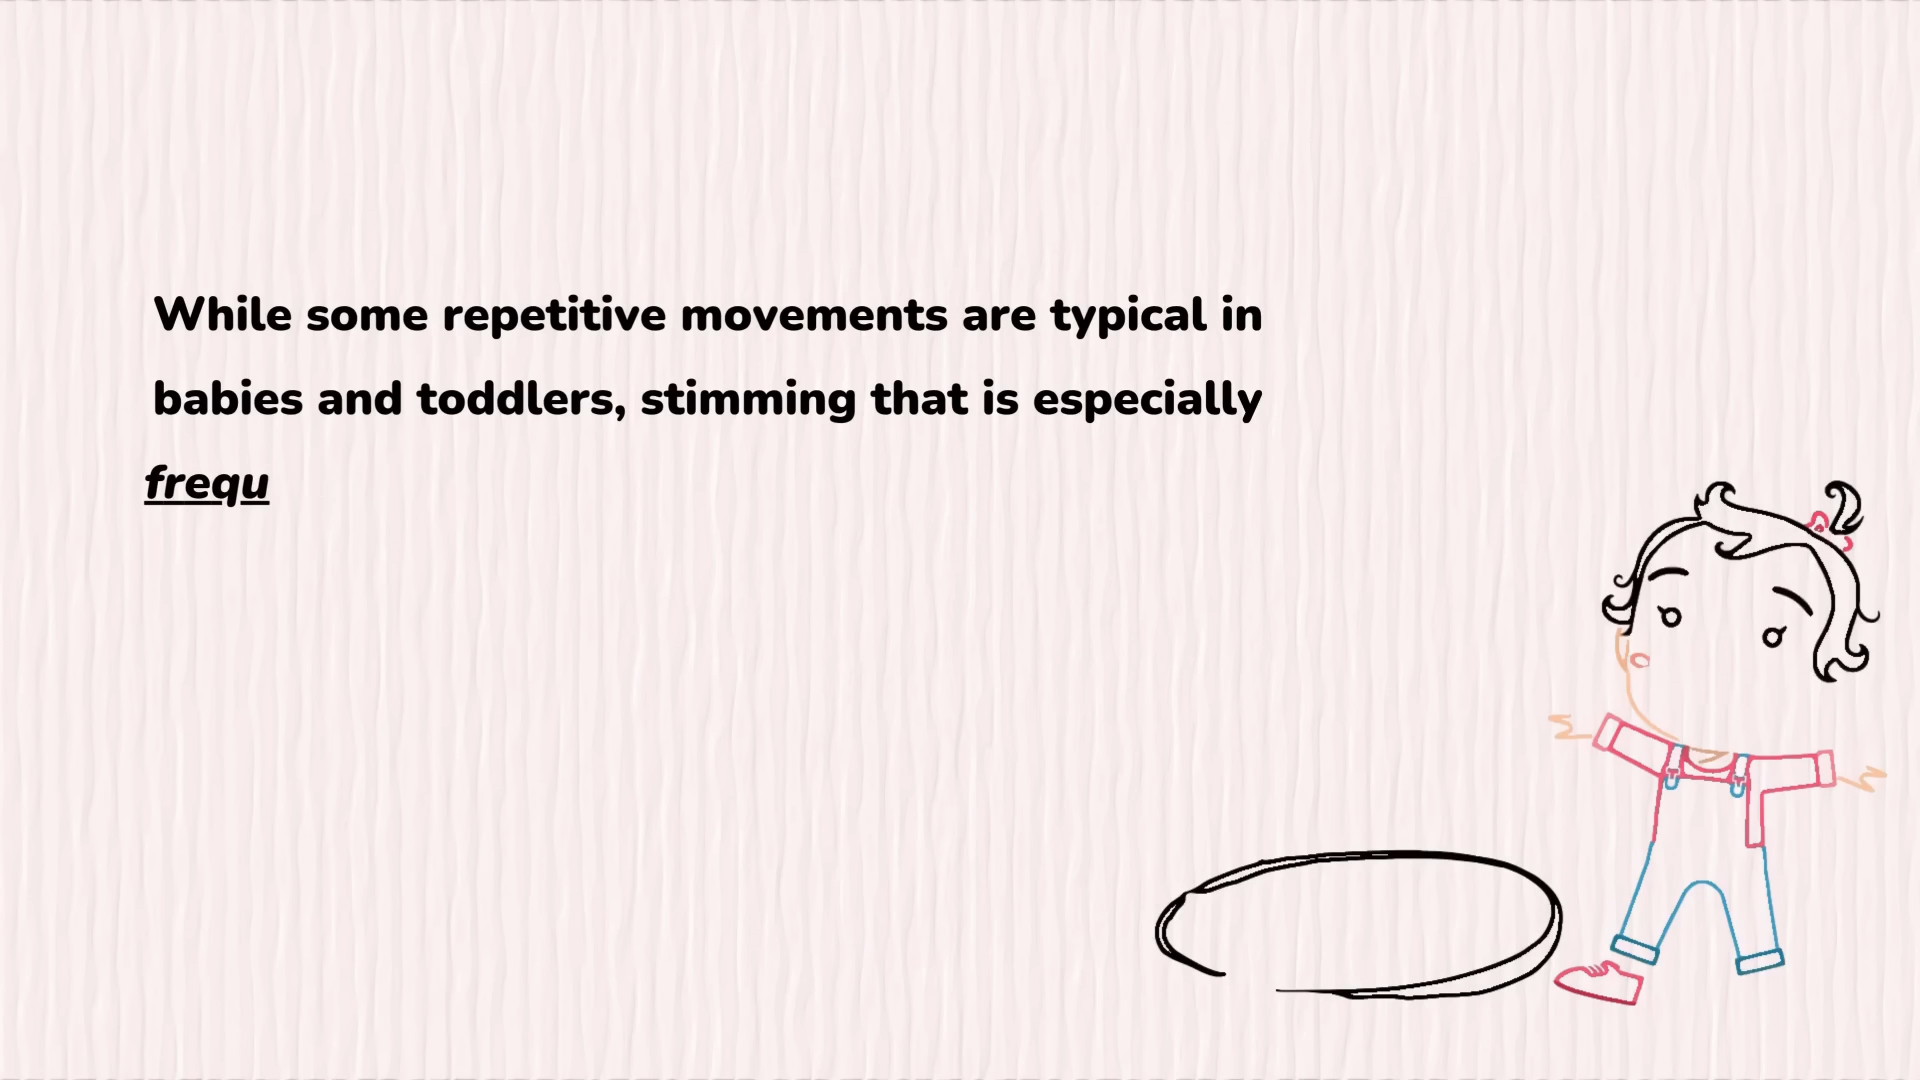 While some repetitive movements are typical in
babies and toddlers, stimming that is especially
frequ